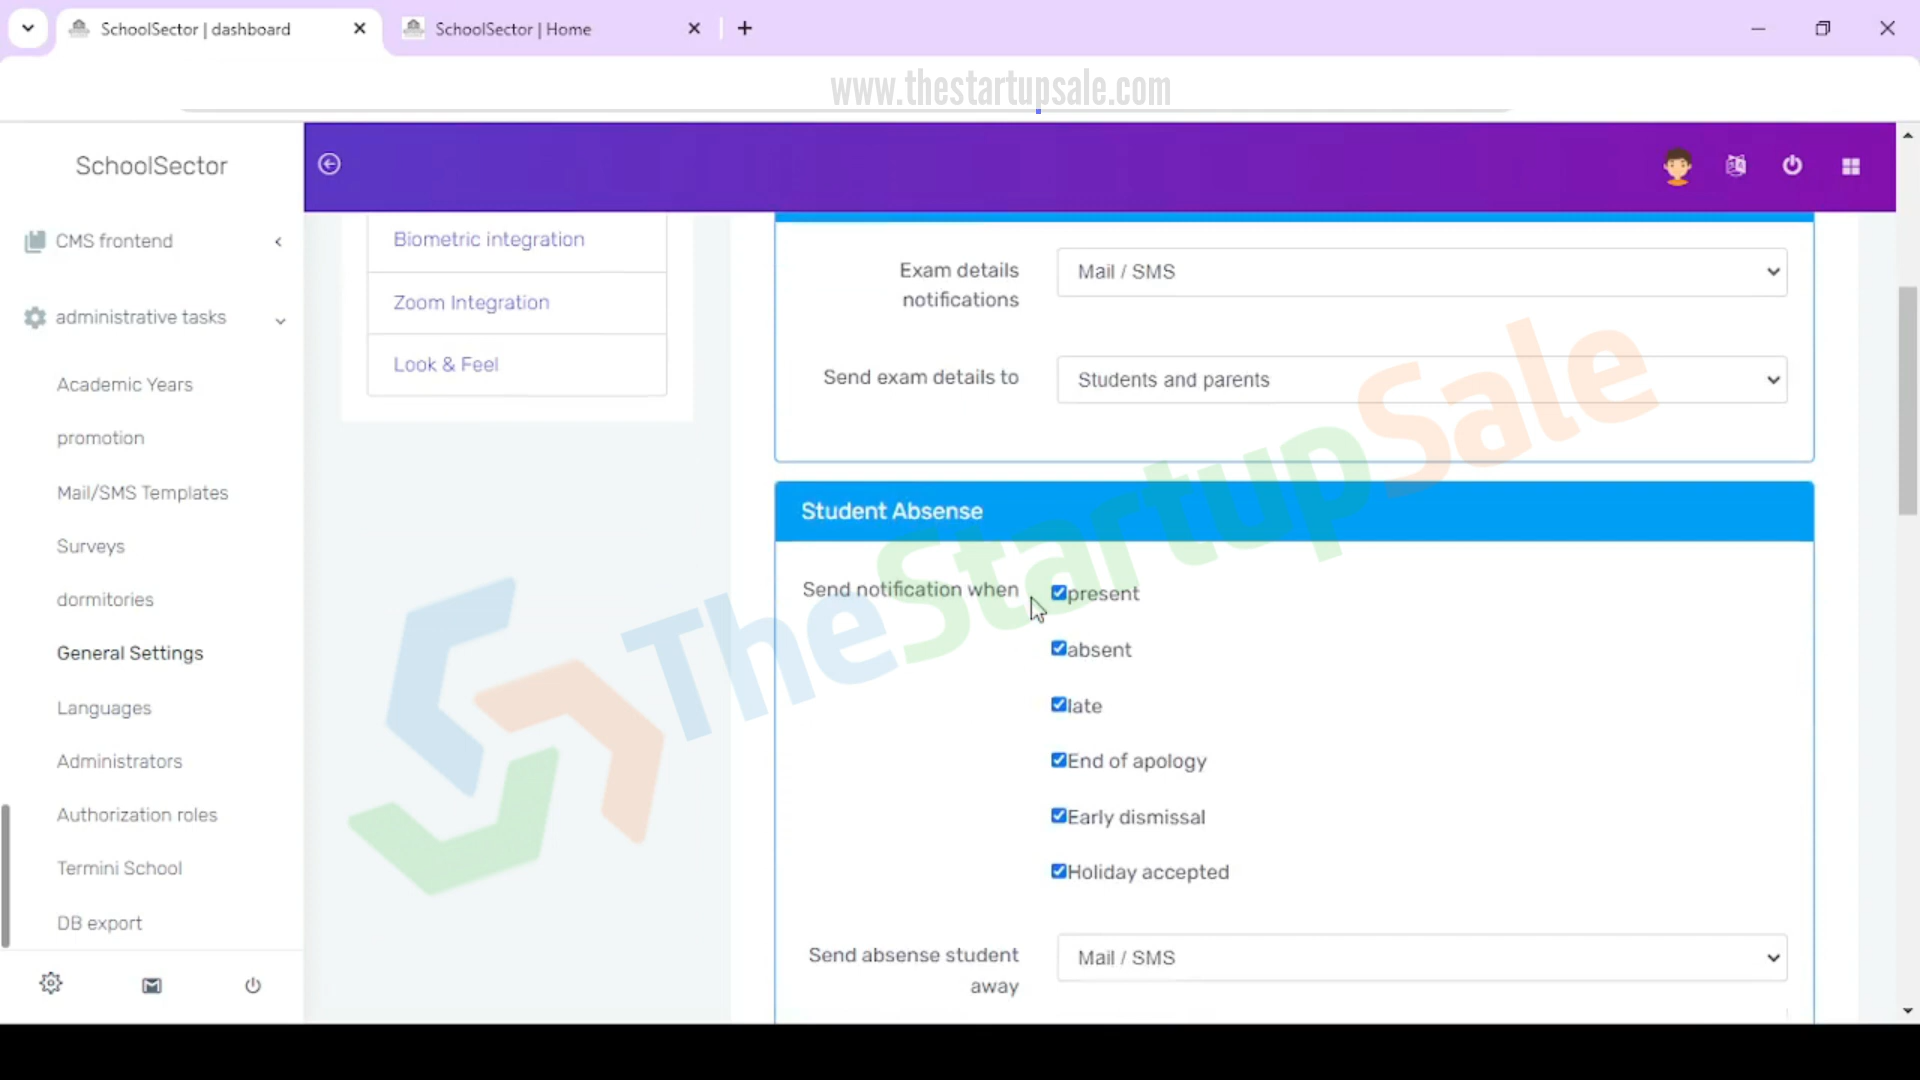 SchoolSector | dashboard
SchoolSector | Home
www.thestartupsale.com
SchoolSector
CMS frontend
administrative tasks
Academic Years
promotion
Mail/SMS Templates
Surveys
dormitories
General Settings
Languages
Administrators
Authorization roles
Termini School
DB export
Biometric integration
Zoom Integration
Look & Feel
Exam details
notifications
Mail / SMS
Send exam details to
Students and parents
Student Absense
Send notification when
present
absent
late
End of apology
Early dismissal
Holiday accepted
Send absense student
away
Mail / SMS
TheStartupSale